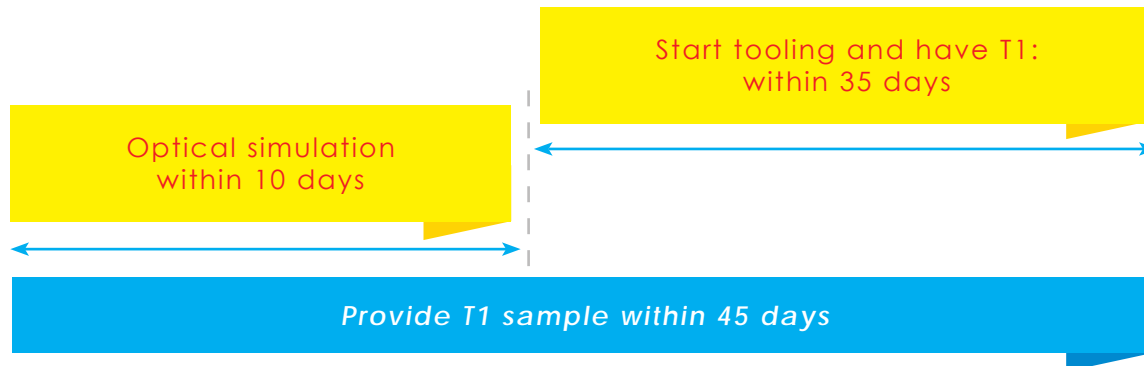 Start tooling and have T1:
within 35 days
Optical simulation
within 10 days
Provide T1 sample within 45 days